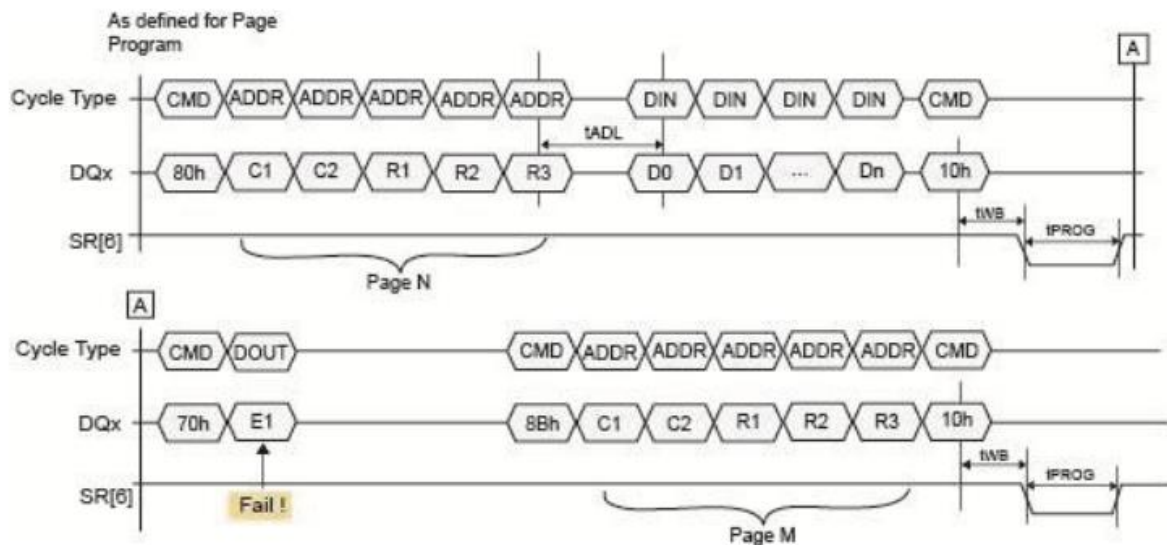 As defined for Page
Program
A
Cycle Type CMD ADDR ADDR ADDR ADDR ADDR DIN DIN DIN DIN CMD
tADL
DQx 80h C1 C2 R1 R2 R3 D0 D1 ... Dn 10h
tWB tPROG
SR[6]
Page N
A
Cycle Type CMD DOUT CMD ADDR ADDR ADDR ADDR ADDR CMD
DQx 70h E1 8Bh C1 C2 R1 R2 R3 10h
tWB tPROG
SR[6]
Fail !
Page M